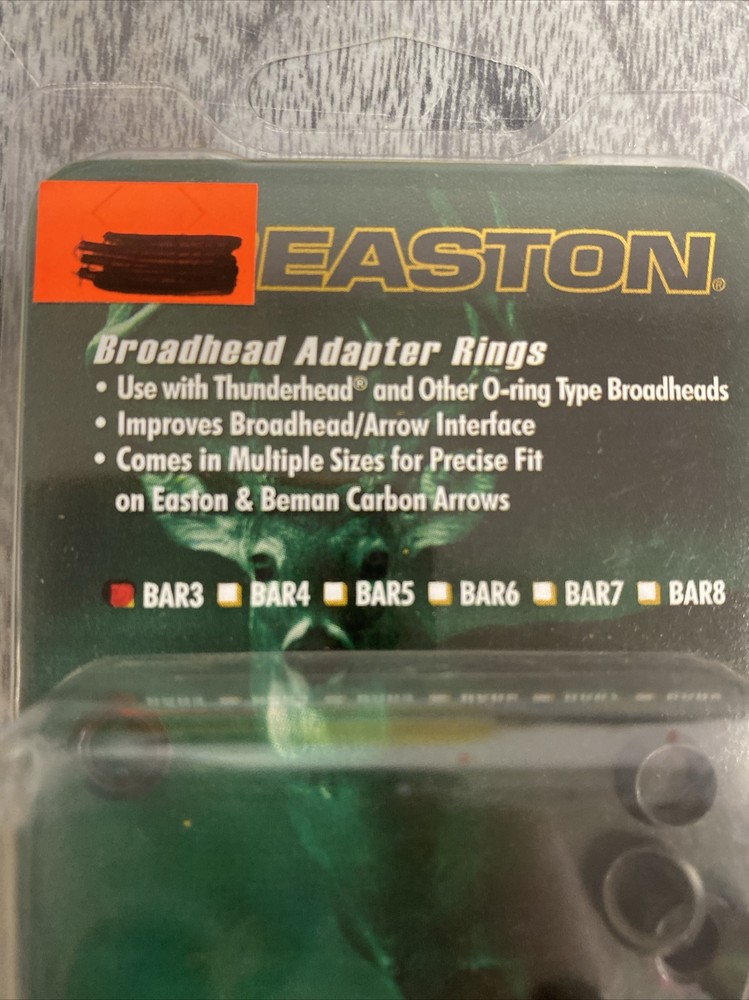 EASTON®
Broadhead Adapter Rings
• Use with Thunderhead® and Other O-ring Type Broadheads
• Improves Broadhead/Arrow Interface
• Comes in Multiple Sizes for Precise Fit
on Easton & Beman Carbon Arrows
BAR3 BAR4 BAR5 BAR6 BAR7 BAR8